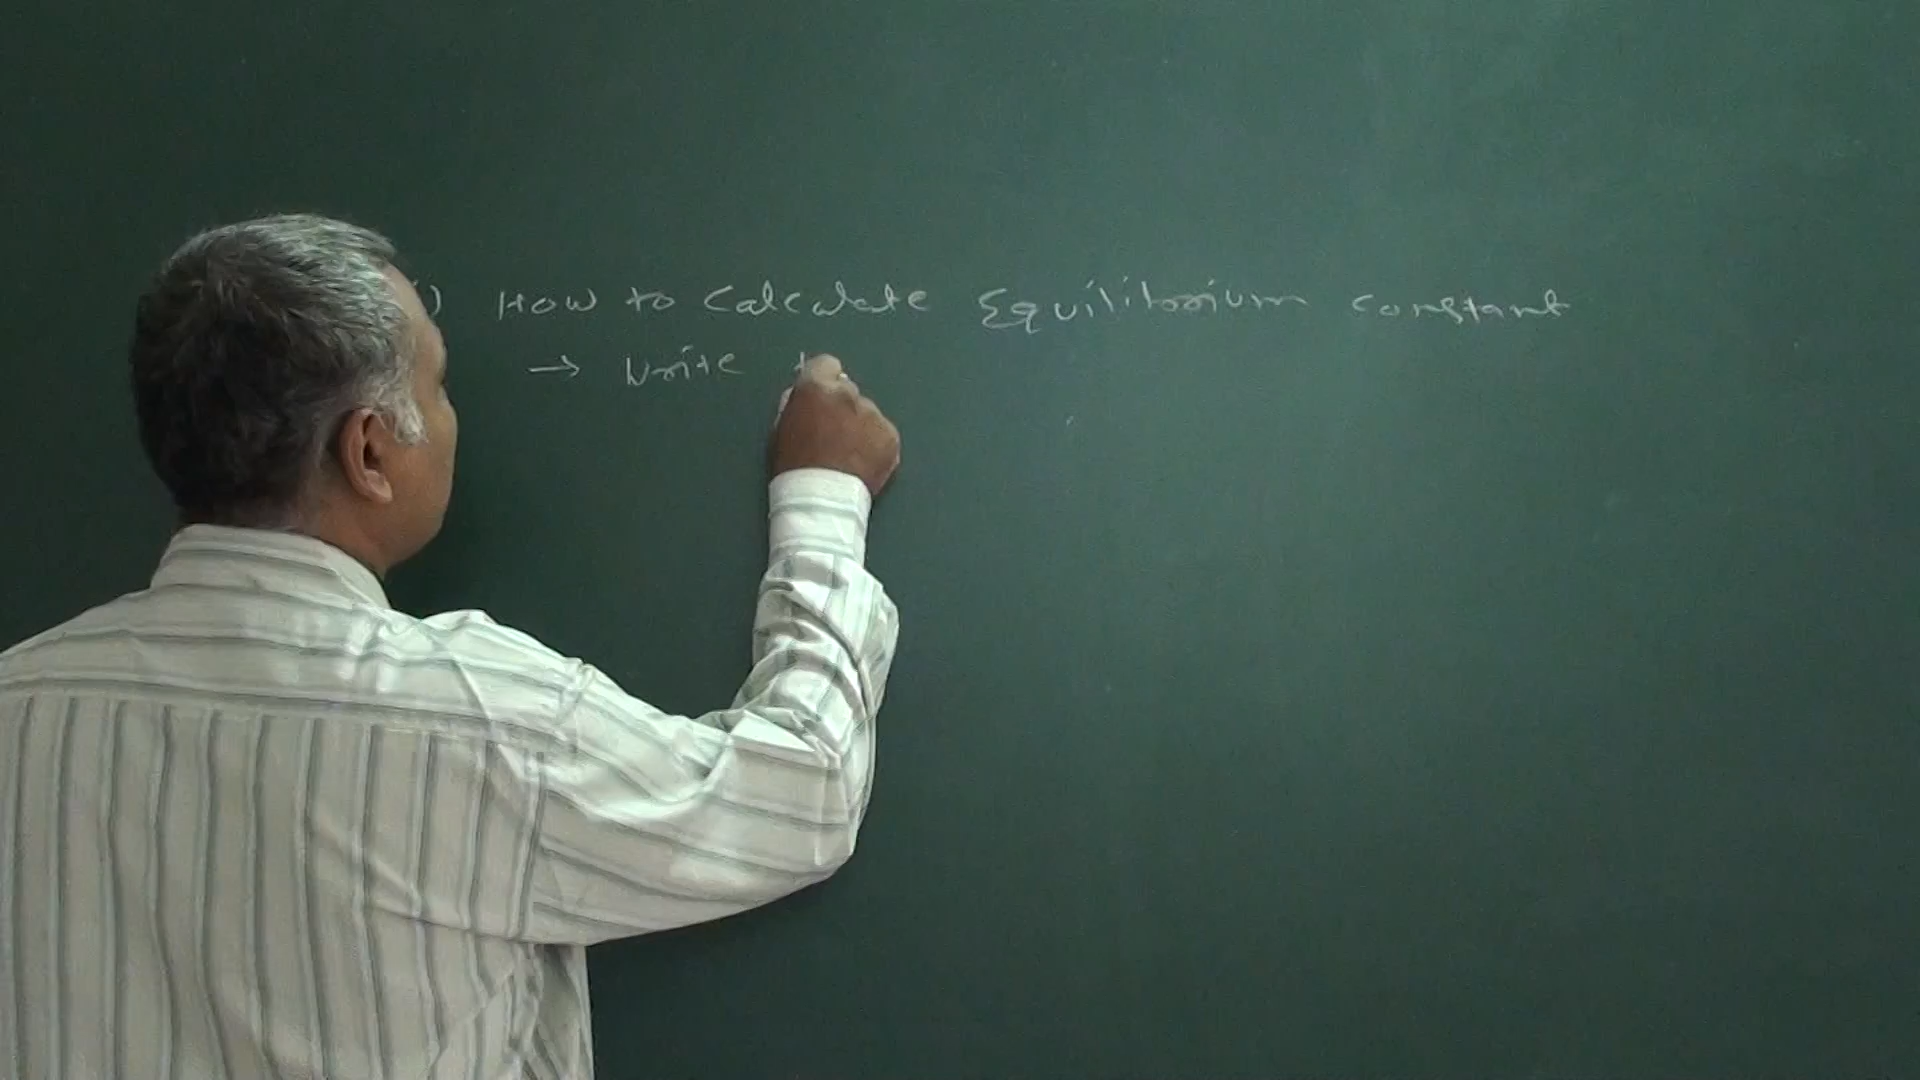 i) How to Calculate Equilibrium constant
→ Write